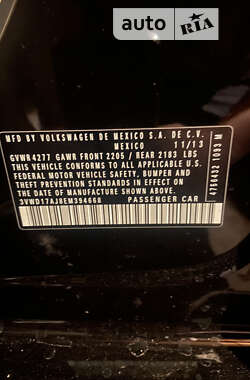 auto RIA
MFD BY VOLKSWAGEN DE MEXICO S.A. DE C.V.
MEXICO 11/13
GVWR4277 GAWR FRONT 2205 / REAR 2183 LBS
THIS VEHICLE CONFORMS TO ALL APPLICABLE U.S.
FEDERAL MOTOR VEHICLE SAFETY, BUMPER AND
THEFT PREVENTION STANDARDS IN EFFECT ON THE
DATE OF MANUFACTURE SHOWN ABOVE.
3VWD17AJ8EM394668 PASSENGER CAR